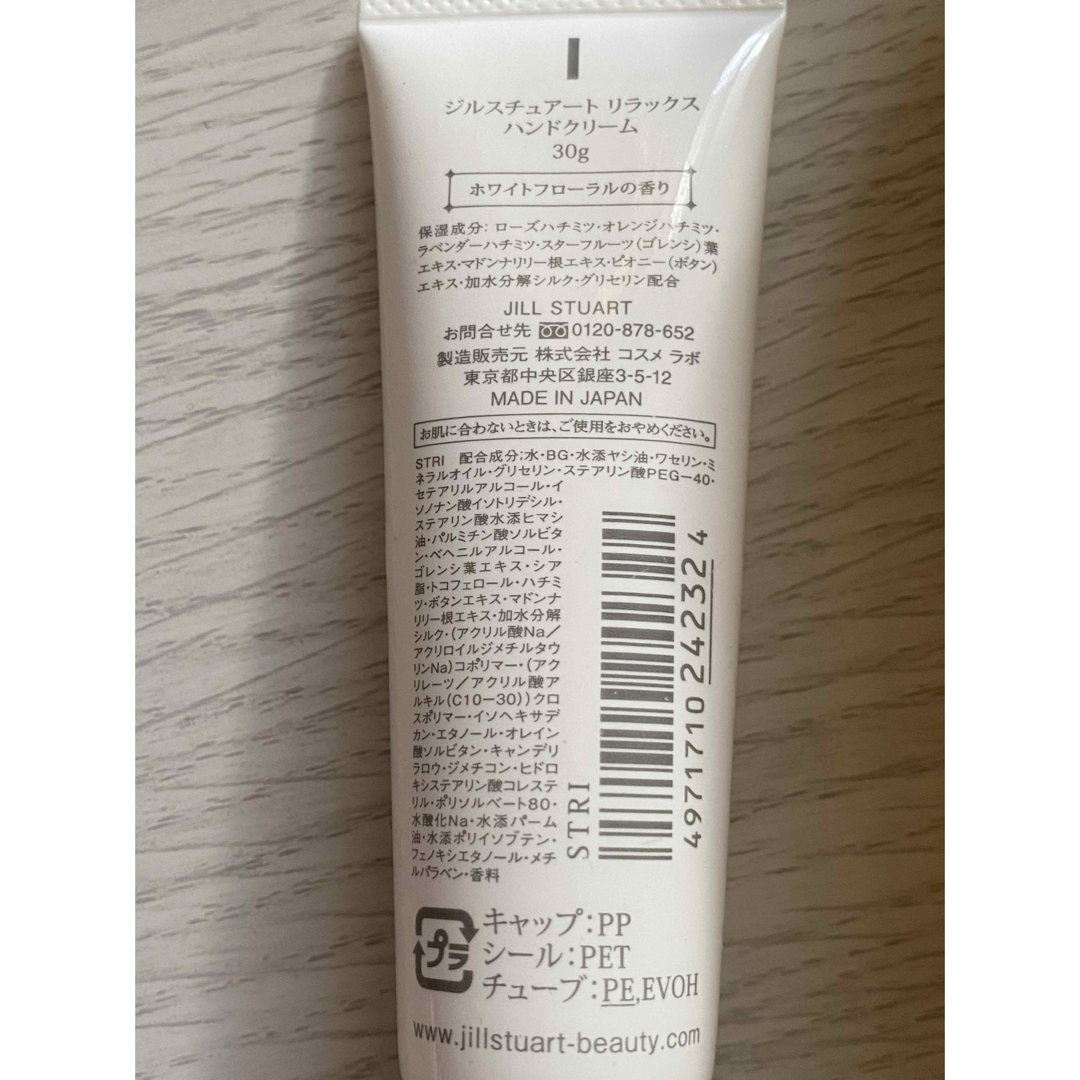 ジルスチュアート リラックス
ハンドクリーム
30g
ホワイトフローラルの香り
保湿成分：ローズハチミツ・オレンジハチミツ・
ラベンダーハチミツ・スターフルーツ（ゴレンシ）葉
エキス・マドンナリリー根エキス・ピオニー（ボタン）
エキス・加水分解シルク・グリセリン配合
JILL STUART
お問合せ先 0120-878-652
製造販売元 株式会社 コスメ ラボ
東京都中央区銀座3-5-12
MADE IN JAPAN
お肌に合わないときは、ご使用をおやめください。
STRI 配合成分；水・BG・水添ヤシ油・ワセリン・ミ
ネラルオイル・グリセリン・ステアリン酸PEG－40・
セテアリルアルコール・イ
ソノナン酸イソトリデシル・
ステアリン酸水添ヒマシ
油・パルミチン酸ソルビタ
ン・ベヘニルアルコール・
ゴレンシ葉エキス・シア
脂・トコフェロール・ハチミ
ツ・ボタンエキス・マドンナ
リリー根エキス・加水分解
シルク・（アクリル酸Na／
アクリロイルジメチルタウ
リンNa）コポリマー・（アク
リレーツ／アクリル酸ア
ルキル（C10－30））クロ
スポリマー・イソヘキサデ
カン・エタノール・オレイン
酸ソルビタン・キャンデリ
ラロウ・ジメチコン・ヒドロ
キシステアリン酸コレステ
リル・ポリソルベート80・
水酸化Na・水添パーム
油・水添ポリイソブテン・
フェノキシエタノール・メチ
ルパラベン・香料
STRI
4971710 242324
プラ
キャップ：PP
シール：PET
チューブ：PE,EVOH
www.jillstuart-beauty.com